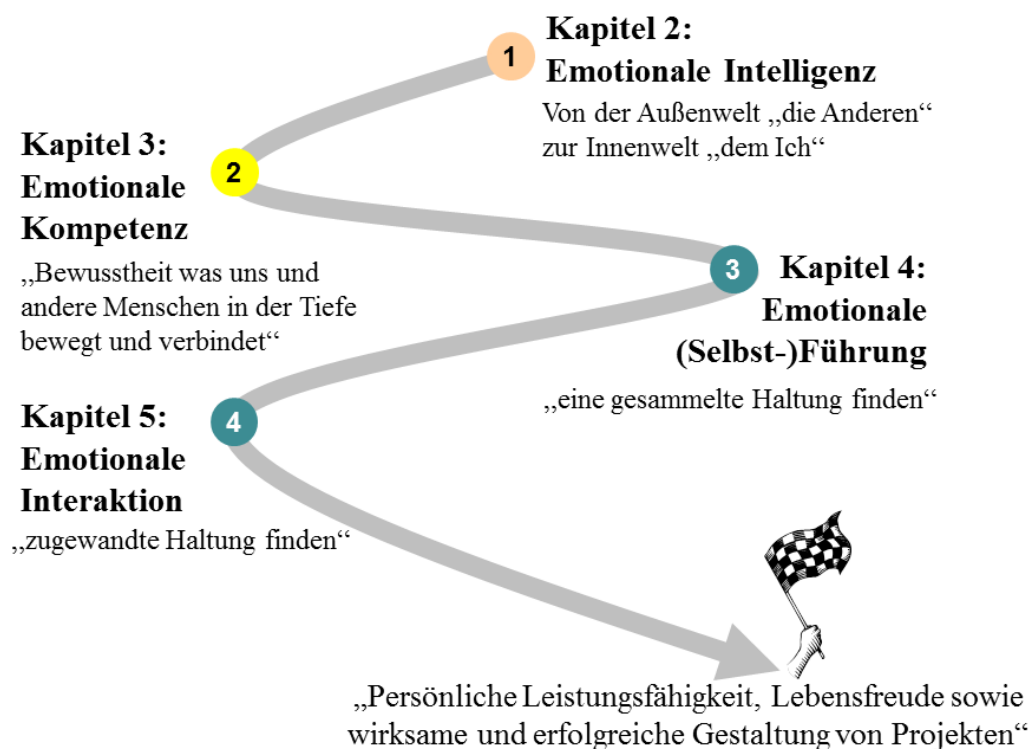 1
Kapitel 2:
Emotionale Intelligenz
Von der Außenwelt „die Anderen“
zur Innenwelt „dem Ich“
2
Kapitel 3:
Emotionale
Kompetenz
„Bewusstheit was uns und
andere Menschen in der Tiefe
bewegt und verbindet“
3
Kapitel 4:
Emotionale
(Selbst-)Führung
„eine gesammelte Haltung finden“
4
Kapitel 5:
Emotionale
Interaktion
„zugewandte Haltung finden“
„Persönliche Leistungsfähigkeit, Lebensfreude sowie
wirksame und erfolgreiche Gestaltung von Projekten“